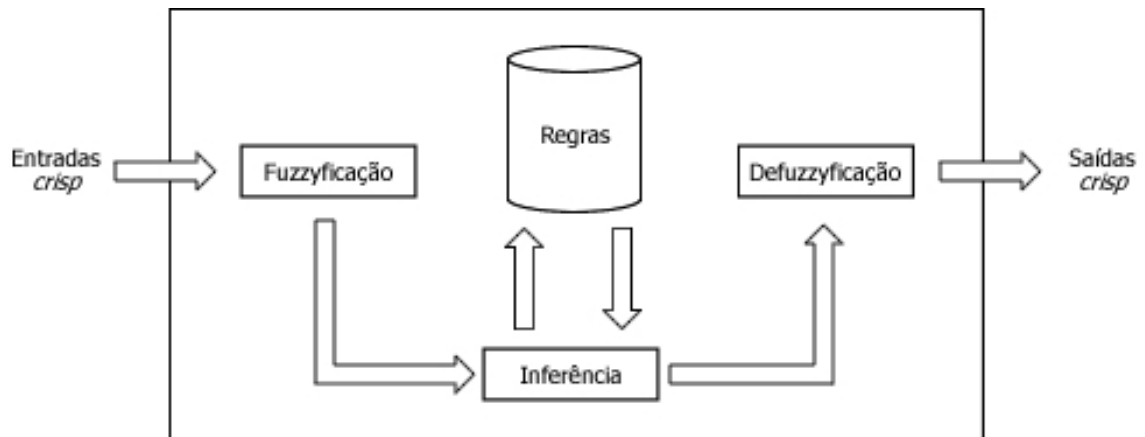 Entradas
crisp
Fuzzyficação
Regras
Defuzzyficação
Saídas
crisp
Inferência